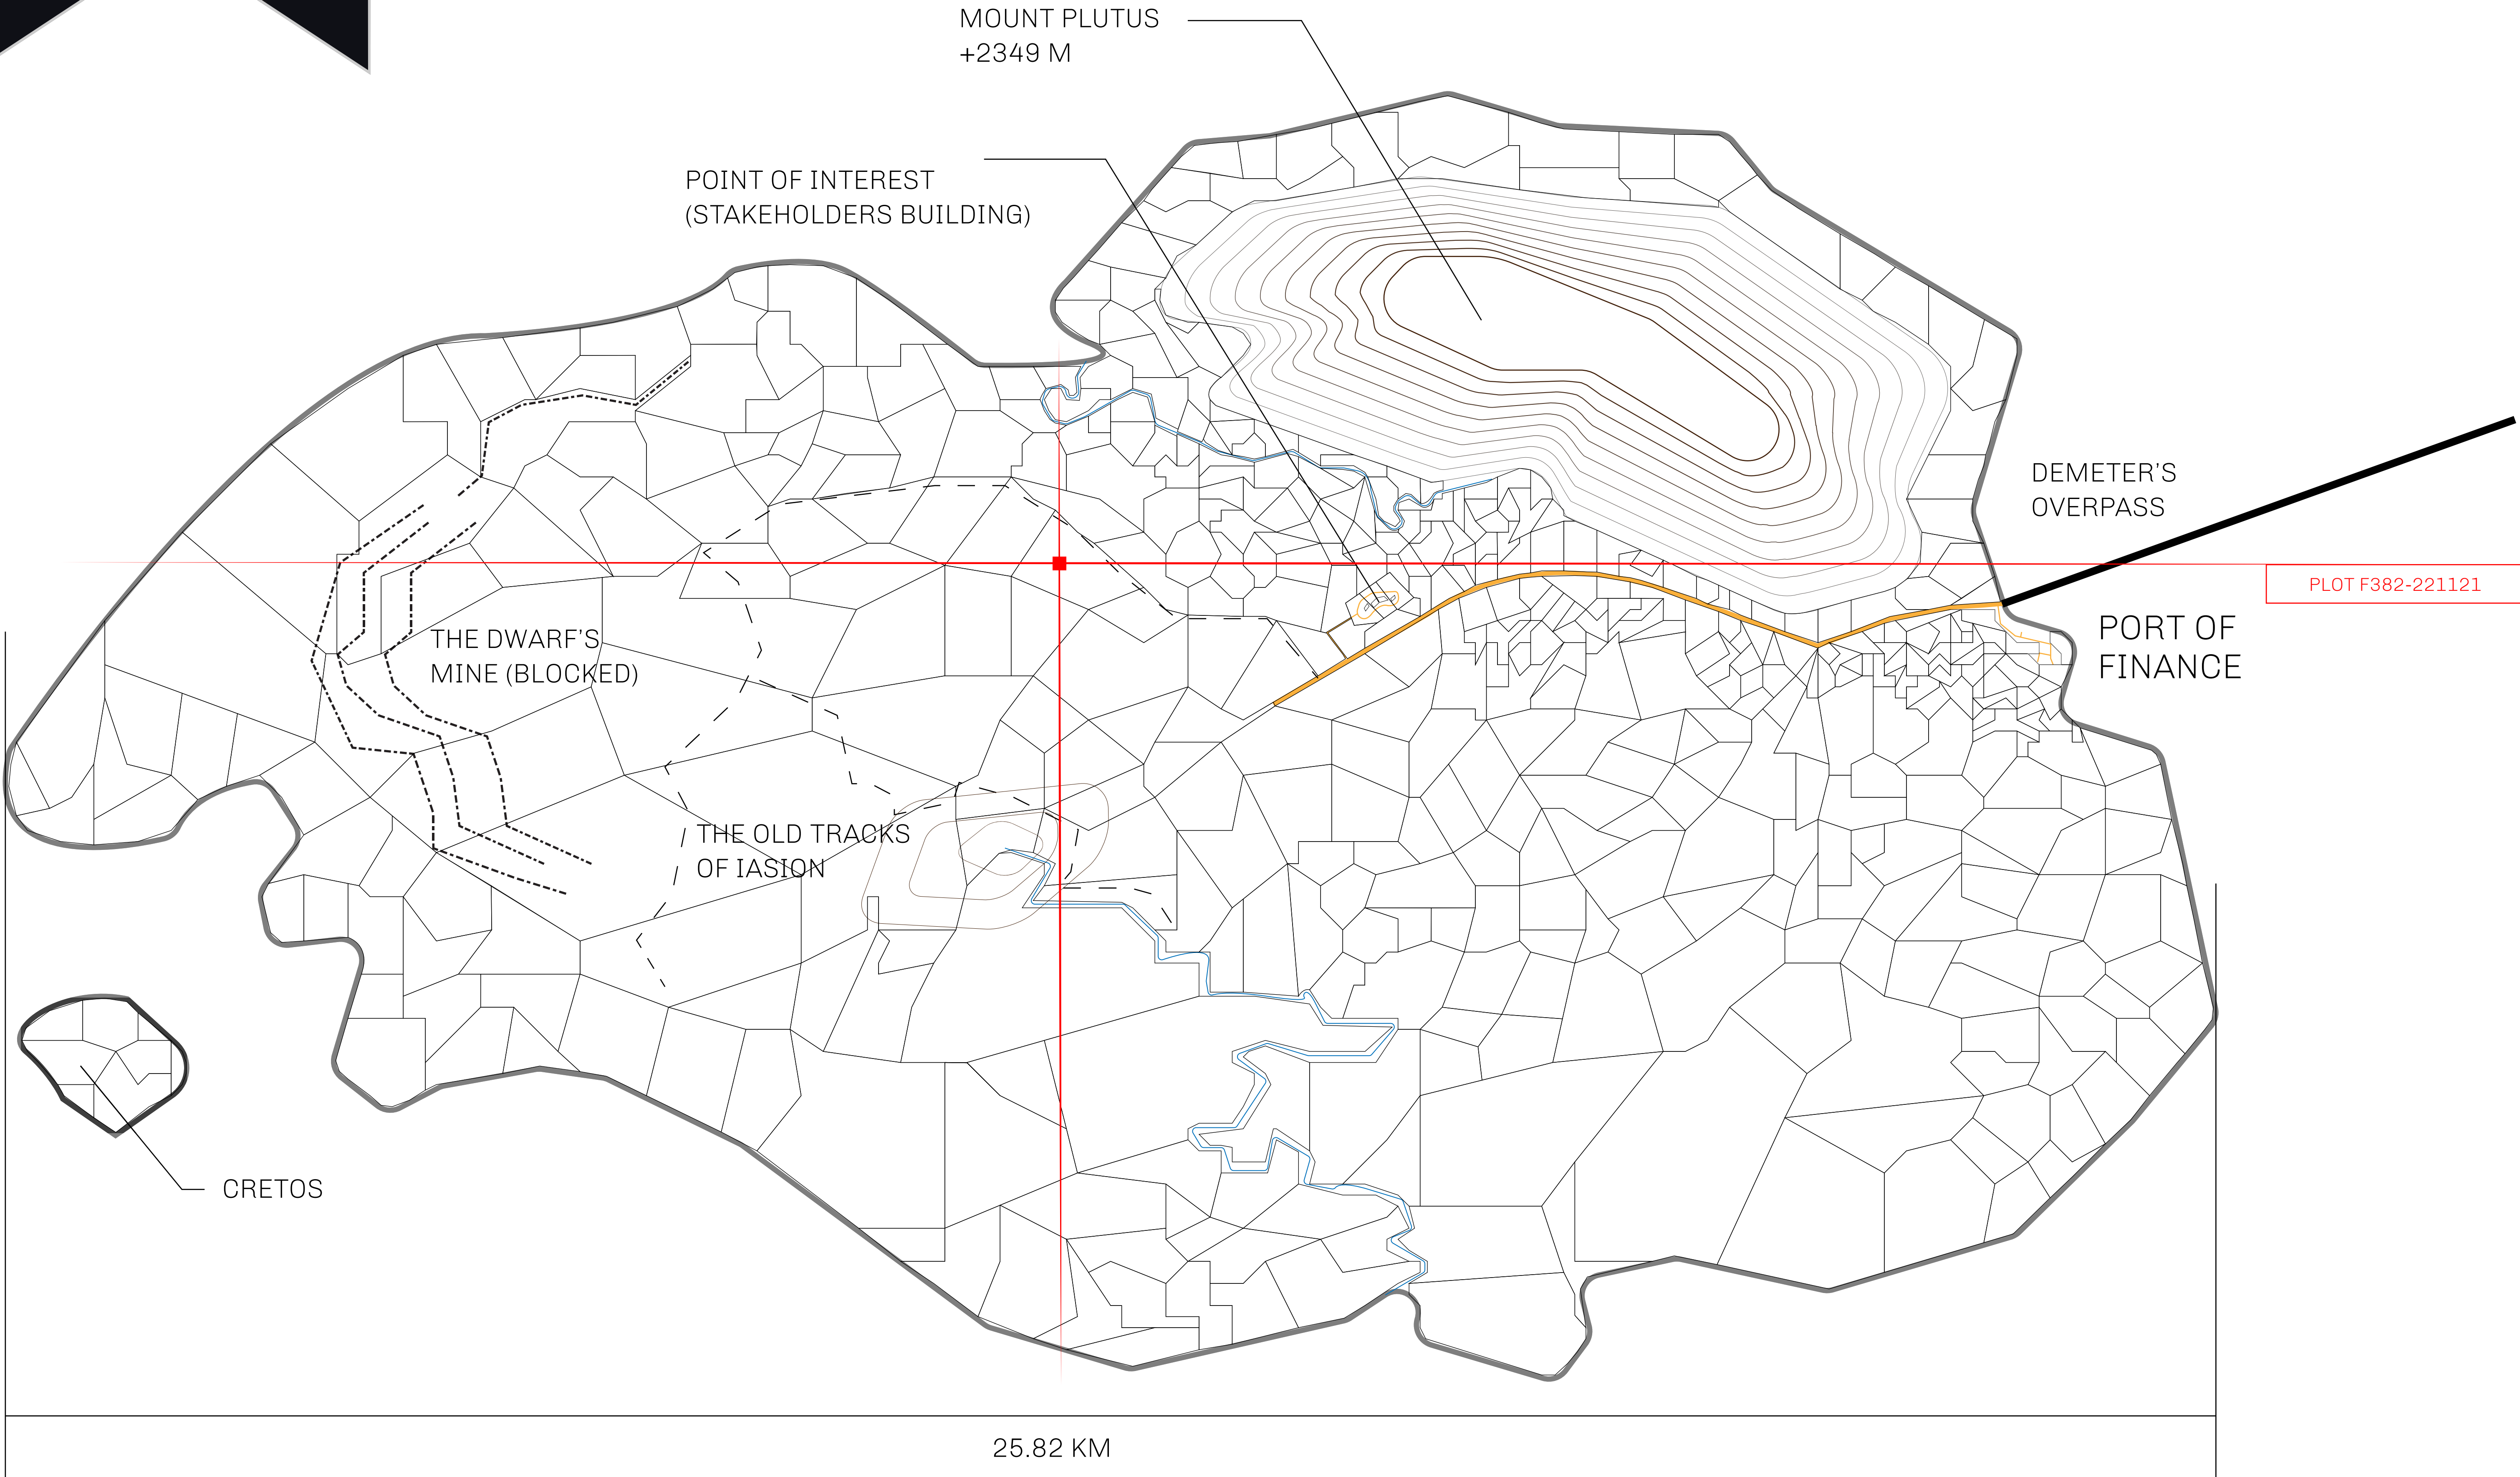 MOUNT PLUTUS
+2349 M
POINT OF INTEREST
(STAKEHOLDERS BUILDING)
DEMETER'S
OVERPASS
PLOT F382-221121
PORT OF
FINANCE
THE DWARF'S
MINE (BLOCKED)
THE OLD TRACKS
OF IASION
CRETOS
25.82 KM